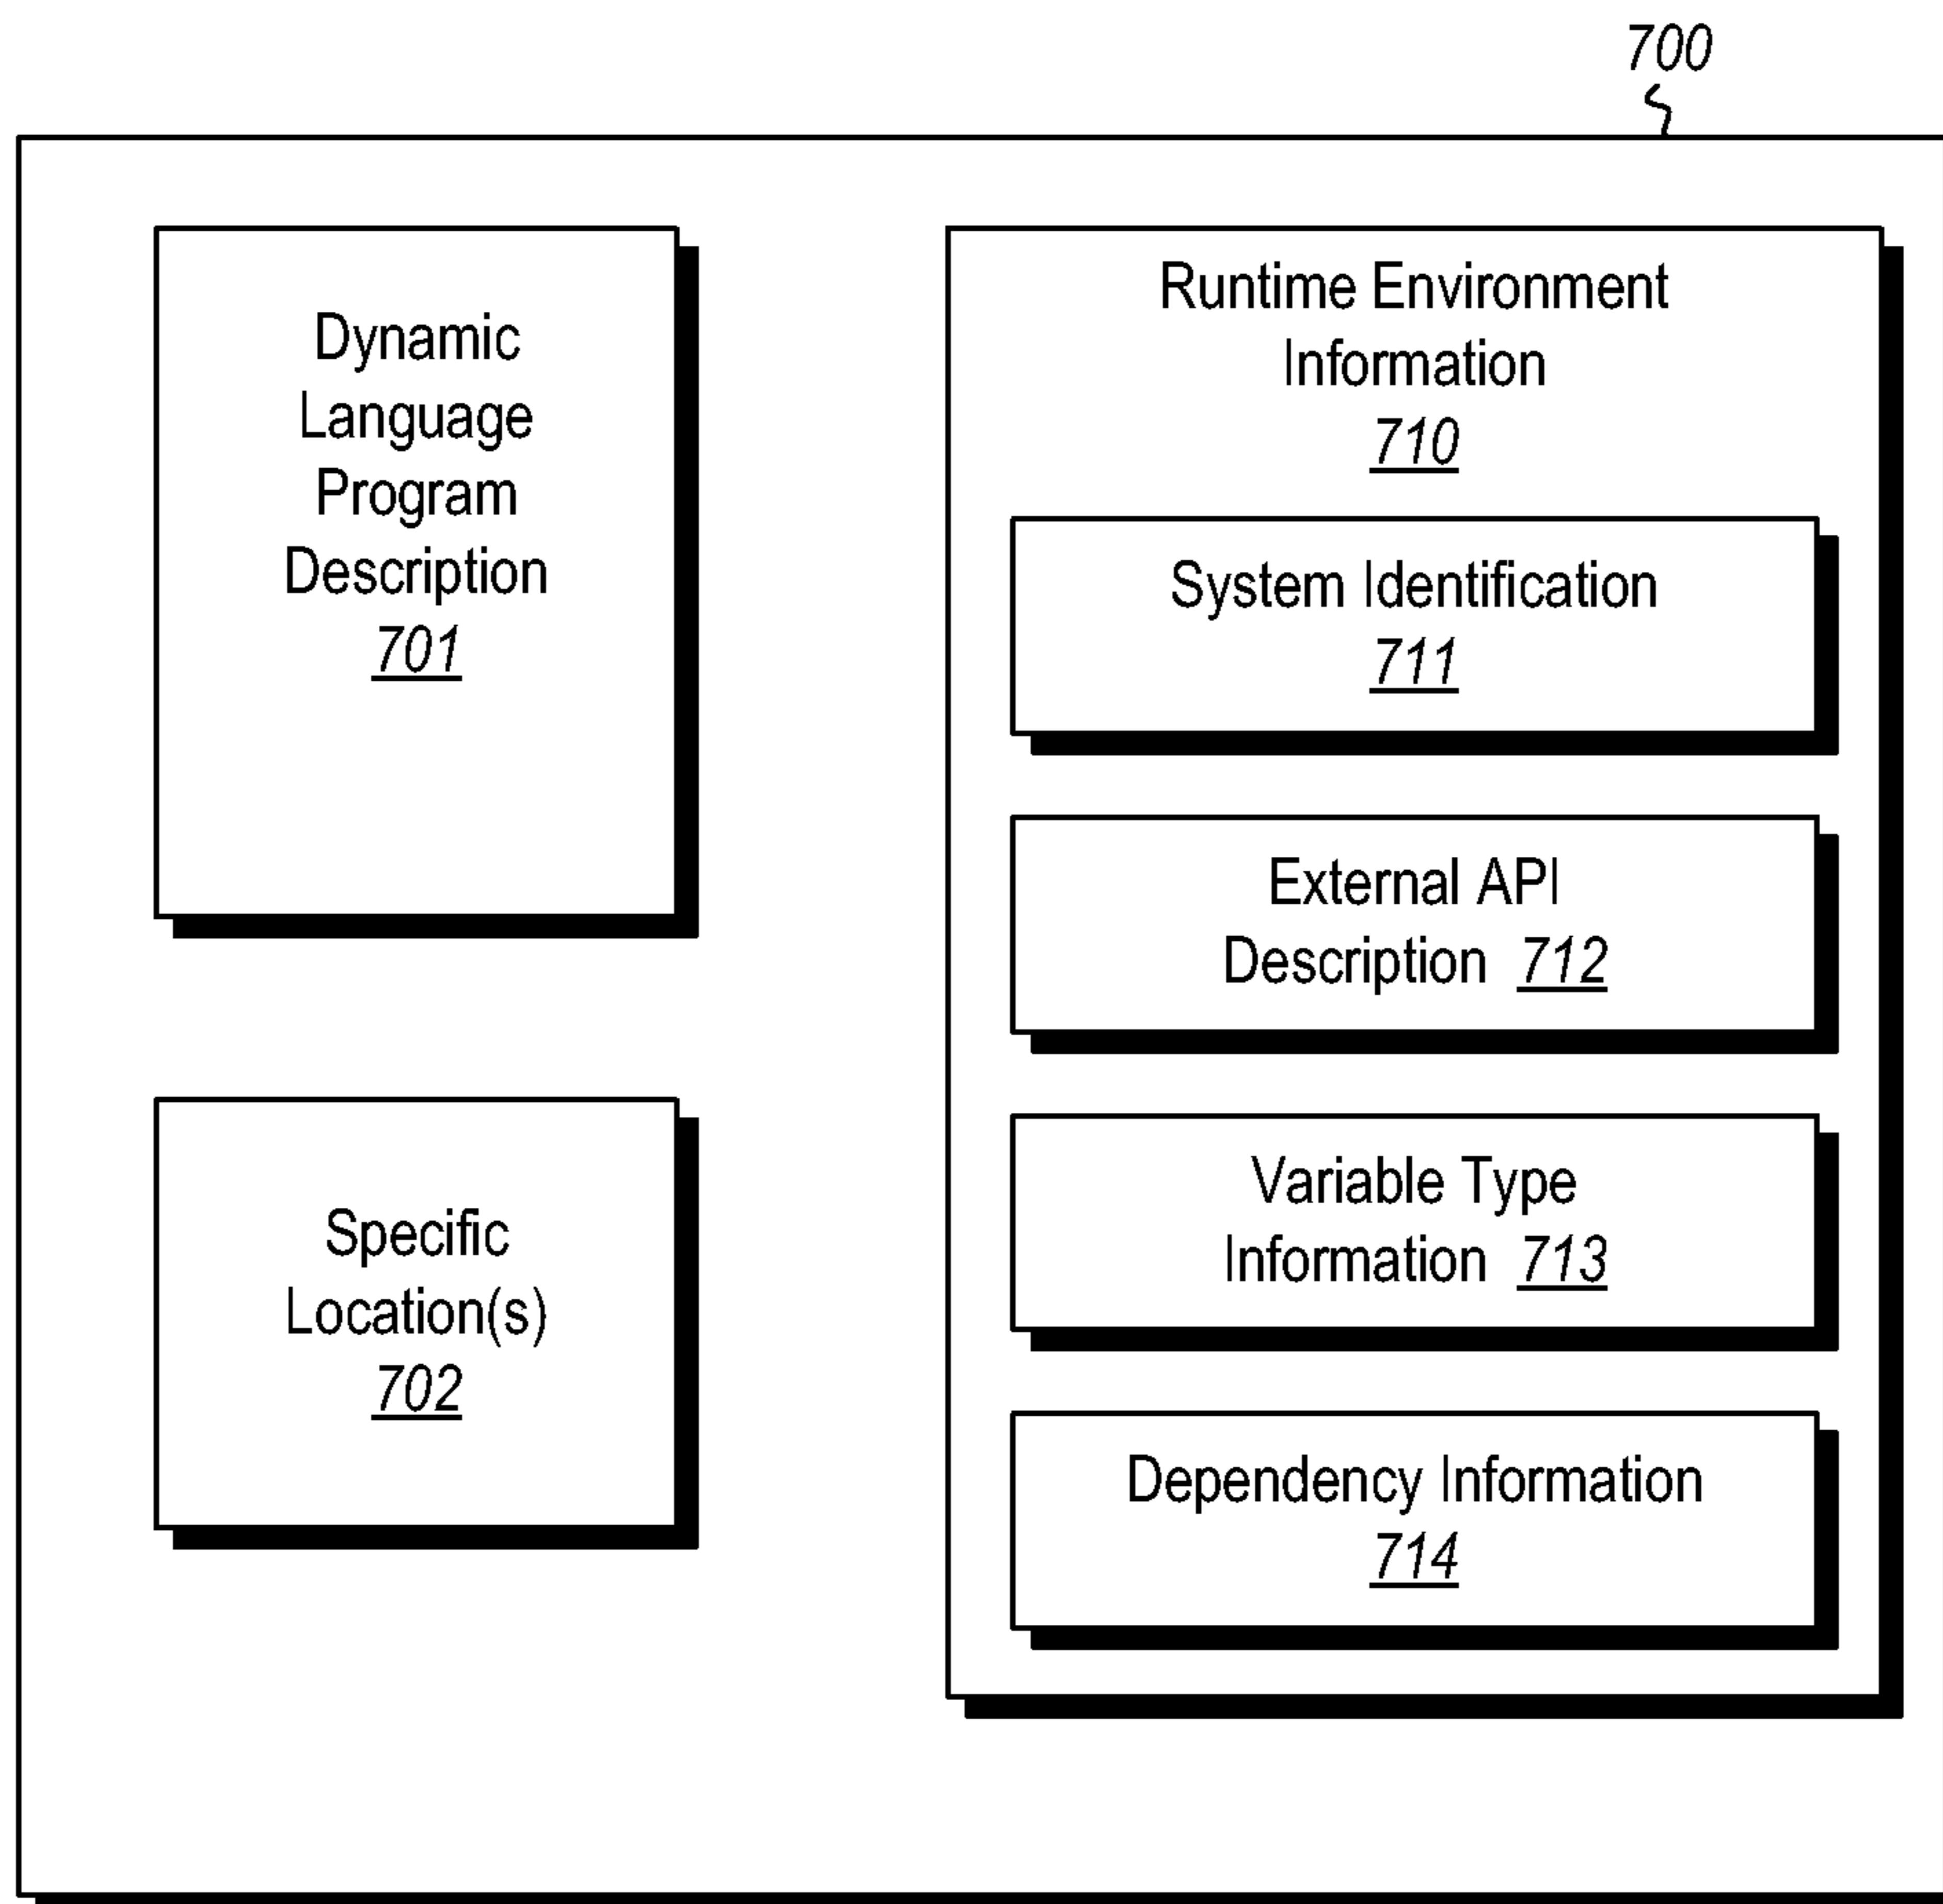 700
Dynamic
Language
Program
Description
701
Specific
Location(s)
702
Runtime Environment
Information
710
System Identification
711
External API
Description 712
Variable Type
Information 713
Dependency Information
714